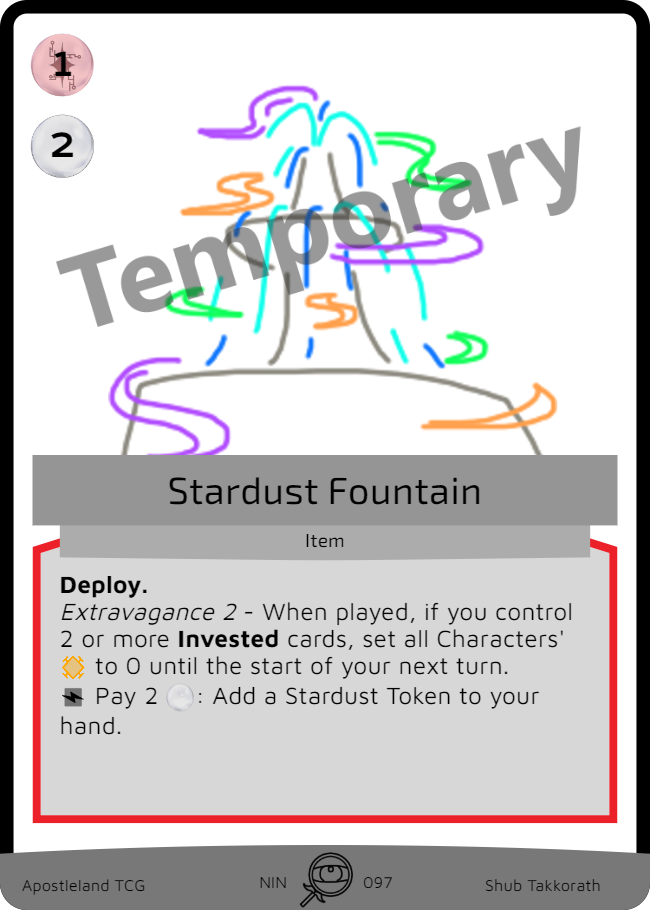 1
2
Temporary
Stardust Fountain
Item
Deploy.
Extravagance 2 - When played, if you control
2 or more Invested cards, set all Characters'
to 0 until the start of your next turn.
Pay 2 : Add a Stardust Token to your
hand.
Apostleland TCG
NIN 097
Shub Takkorath